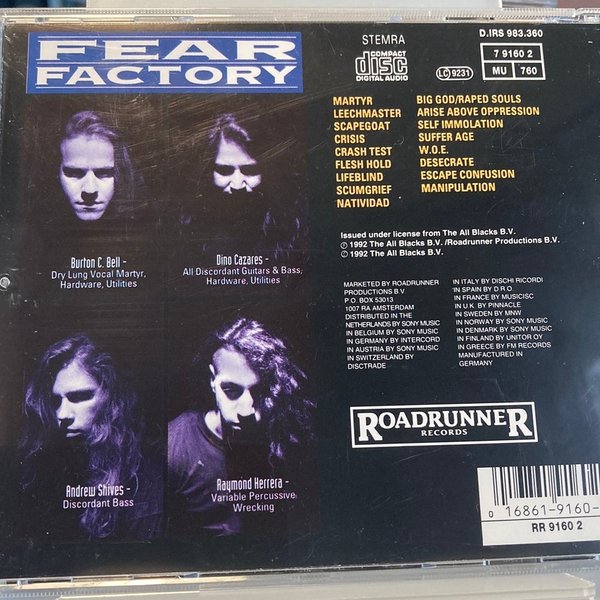 FEAR
FACTORY
STEMRA
COMPACT
disc
DIGITAL AUDIO
LC 9231
D.IRS 983.360
7 9160 2
MU 760
MARTYR
LEECHMASTER
SCAPEGOAT
CRISIS
CRASH TEST
FLESH HOLD
LIFEBLIND
SCUMGRIEF
NATIVIDAD
BIG GOD/RAPED SOULS
ARISE ABOVE OPPRESSION
SELF IMMOLATION
SUFFER AGE
W.O.E.
DESECRATE
ESCAPE CONFUSION
MANIPULATION
Burton C. Bell -
Dry Lung Vocal Martyr,
Hardware, Utilities
Dino Cazares -
All Discordant Guitars & Bass,
Hardware, Utilities
Andrew Shives -
Discordant Bass
Raymond Herrera -
Variable Percussive
Wrecking
Issued under license from The All Blacks B.V.
Ⓟ 1992 The All Blacks B.V. /Roadrunner Productions B.V.
© 1992 The All Blacks B.V.
MARKETED BY ROADRUNNER
PRODUCTIONS B.V
P.O. BOX 53013
1007 RA AMSTERDAM
DISTRIBUTED IN THE
NETHERLANDS BY SONY MUSIC
IN BELGIUM BY SONY MUSIC
IN GERMANY BY INTERCORD
IN AUSTRIA BY SONY MUSIC
IN SWITZERLAND BY
DISCTRADE
IN ITALY BY DISCHI RICORDI
IN SPAIN BY D.R.O.
IN FRANCE BY MUSICISC
IN U.K. BY PINNACLE
IN SWEDEN BY MNW
IN NORWAY BY SONY MUSIC
IN DENMARK BY SONY MUSIC
IN FINLAND BY UNITOR OY
IN GREECE BY FM RECORDS
MANUFACTURED IN
GERMANY
ROADRUNNER
RECORDS
0 16861-9160-
RR 9160 2